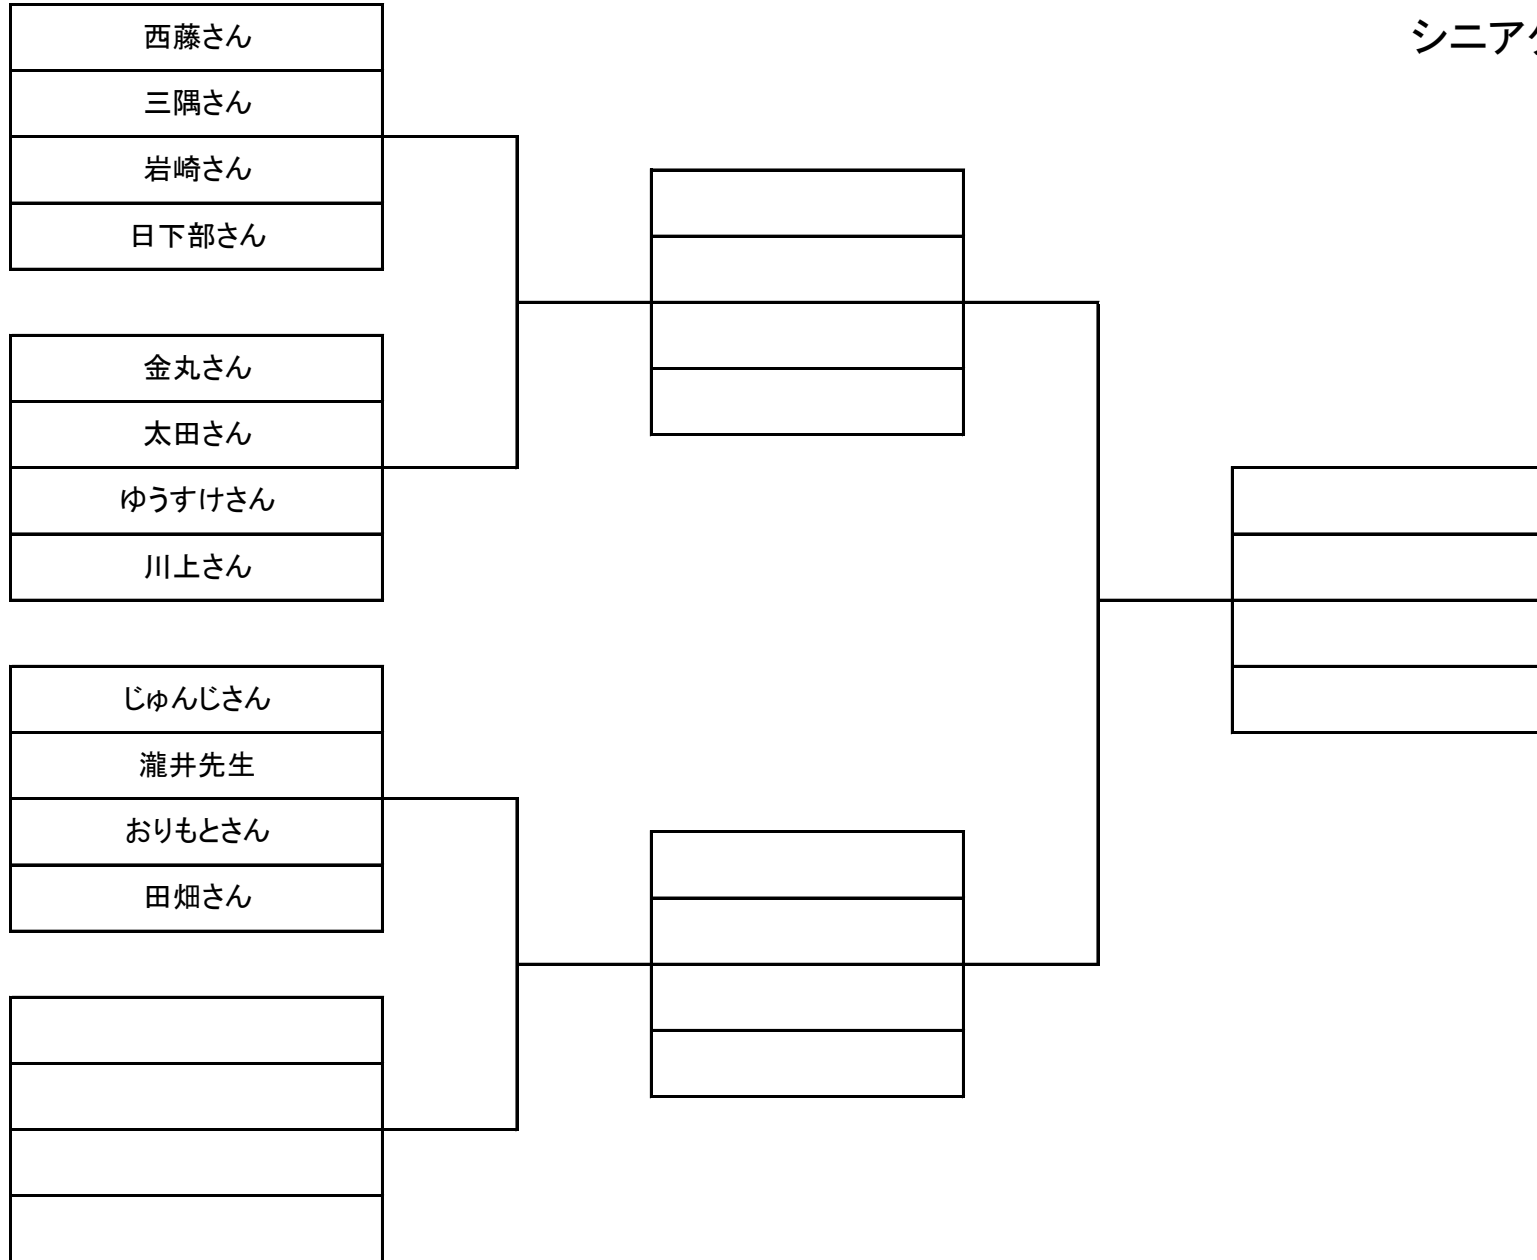 シニア
西藤さん
三隅さん
岩崎さん
日下部さん
金丸さん
太田さん
ゆうすけさん
川上さん
じゅんじさん
瀧井先生
おりもとさん
田畑さん